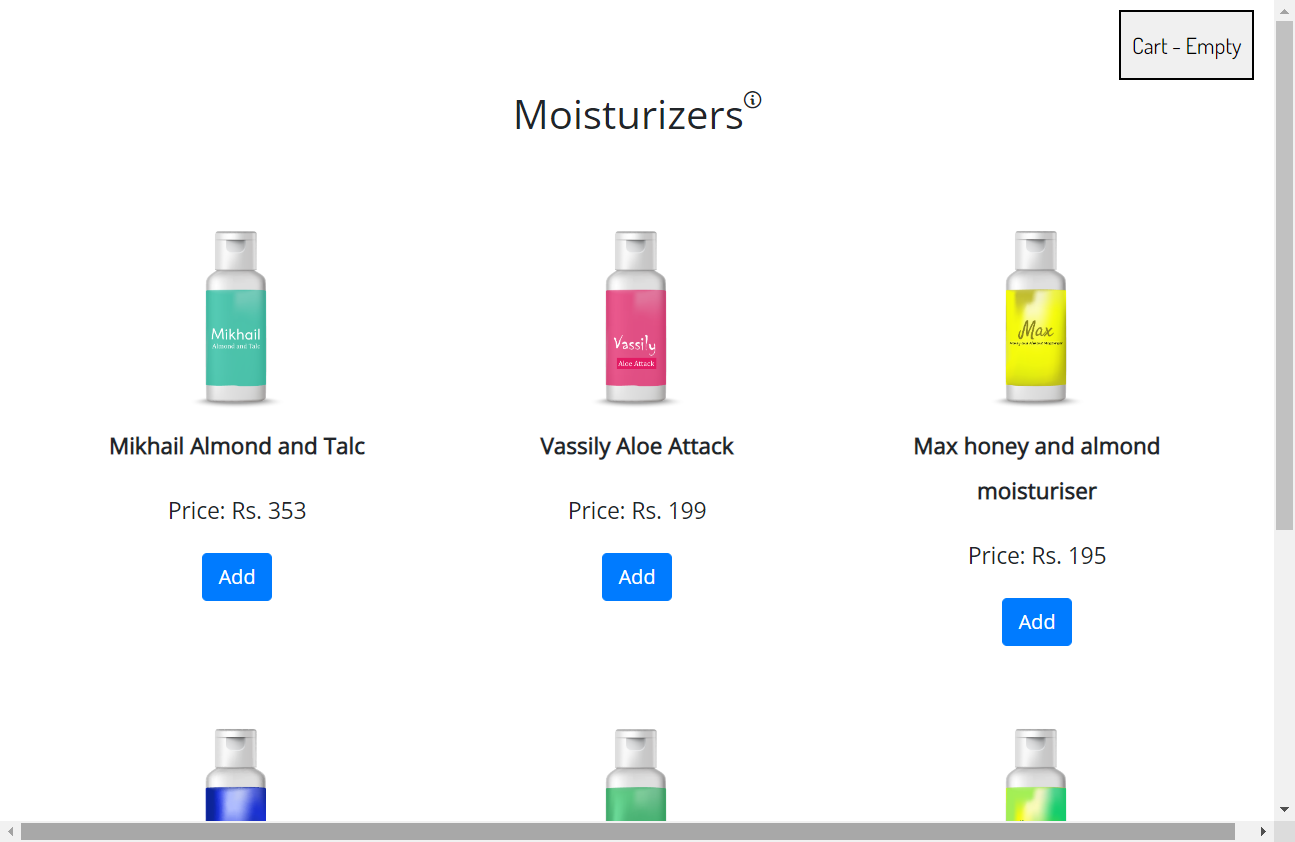 Cart - Empty
Moisturizers
Mikhail
Almond and Talc
Vassily
Aloe Attack
Max
Mikhail Almond and Talc
Vassily Aloe Attack
Max honey and almond
moisturiser
Price: Rs. 353
Price: Rs. 199
Price: Rs. 195
Add
Add
Add